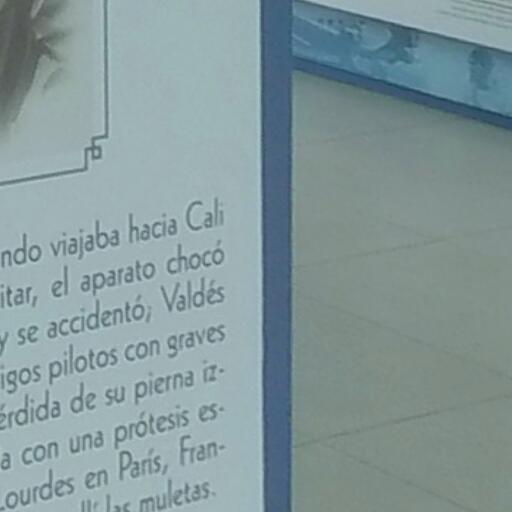 ndo viajaba hacia Cali
itar, el aparato chocó
y se accidentó; Valdés
igos pilotos con graves
érdida de su pierna iz-
a con una prótesis es-
Lourdes en París, Fran-
las muletas.